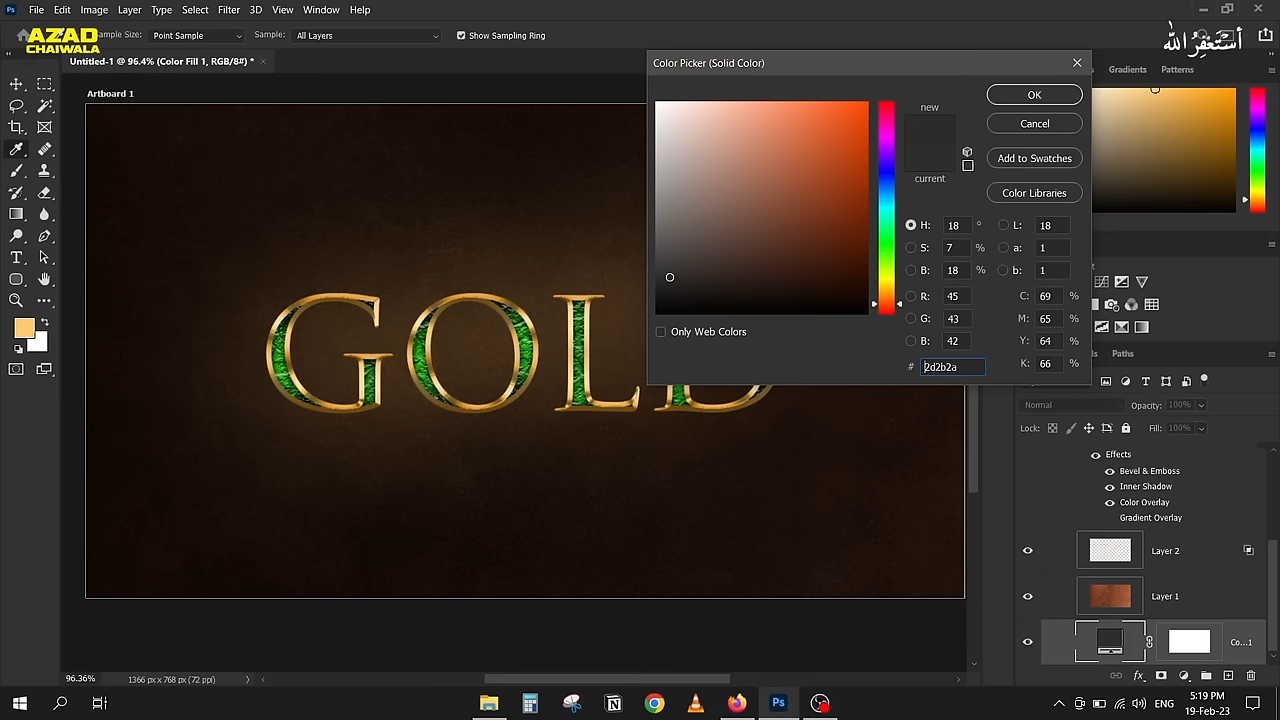 File Edit Image Layer Type Select Filter 3D View Window Help
AZAD
CHAIWALA
Sample Size: Point Sample Sample: All Layers Show Sampling Ring
أستغفر الله
Untitled-1 @ 96.4% (Color Fill 1, RGB/8#) *
Color Picker (Solid Color)
Gradients Patterns
Artboard 1
new
OK
Cancel
Add to Swatches
current
Color Libraries
H: 18 ° L: 18
S: 7 % a: 1
B: 18 % b: 1
R: 45 C: 69 %
G: 43 M: 65 %
B: 42 Y: 64 %
# 2d2b2a K: 66 %
Only Web Colors
GOLD
Paths
Normal Opacity: 100%
Lock: Fill: 100%
Effects
Bevel & Emboss
Inner Shadow
Color Overlay
Gradient Overlay
Layer 2
Layer 1
Co...1
96.36% 1366 px x 768 px (72 ppi)
ENG
5:19 PM
19-Feb-23